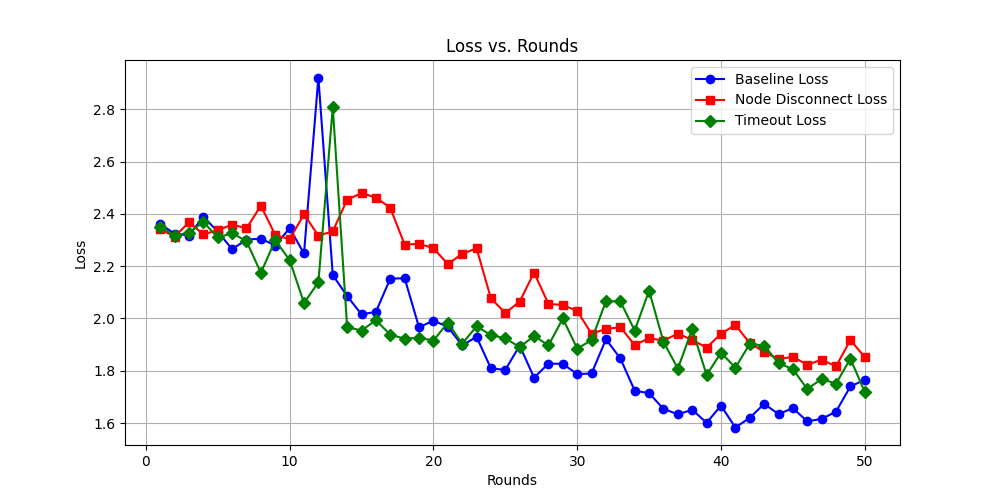 Loss vs. Rounds
Baseline Loss
Node Disconnect Loss
Timeout Loss
Loss
2.8
2.6
2.4
2.2
2.0
1.8
1.6
0 10 20 30 40 50
Rounds